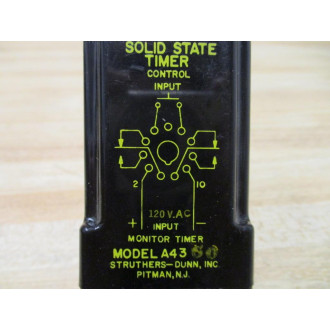 SOLID STATE
TIMER
CONTROL
INPUT
2 10
120 V.AC
+ INPUT −
MONITOR TIMER
MODEL A43
STRUTHERS-DUNN, INC.
PITMAN, N.J.